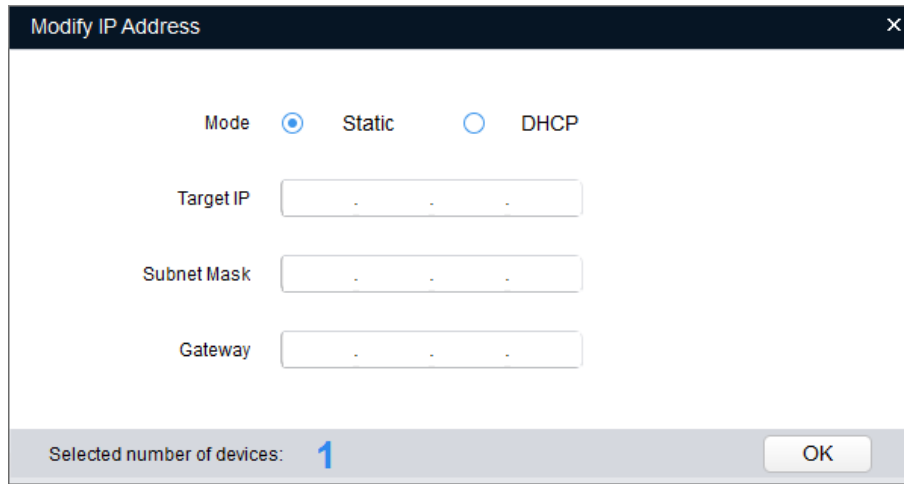 Modify IP Address ×
Mode Static DHCP
Target IP . . .
Subnet Mask . . .
Gateway . . .
Selected number of devices: 1 OK